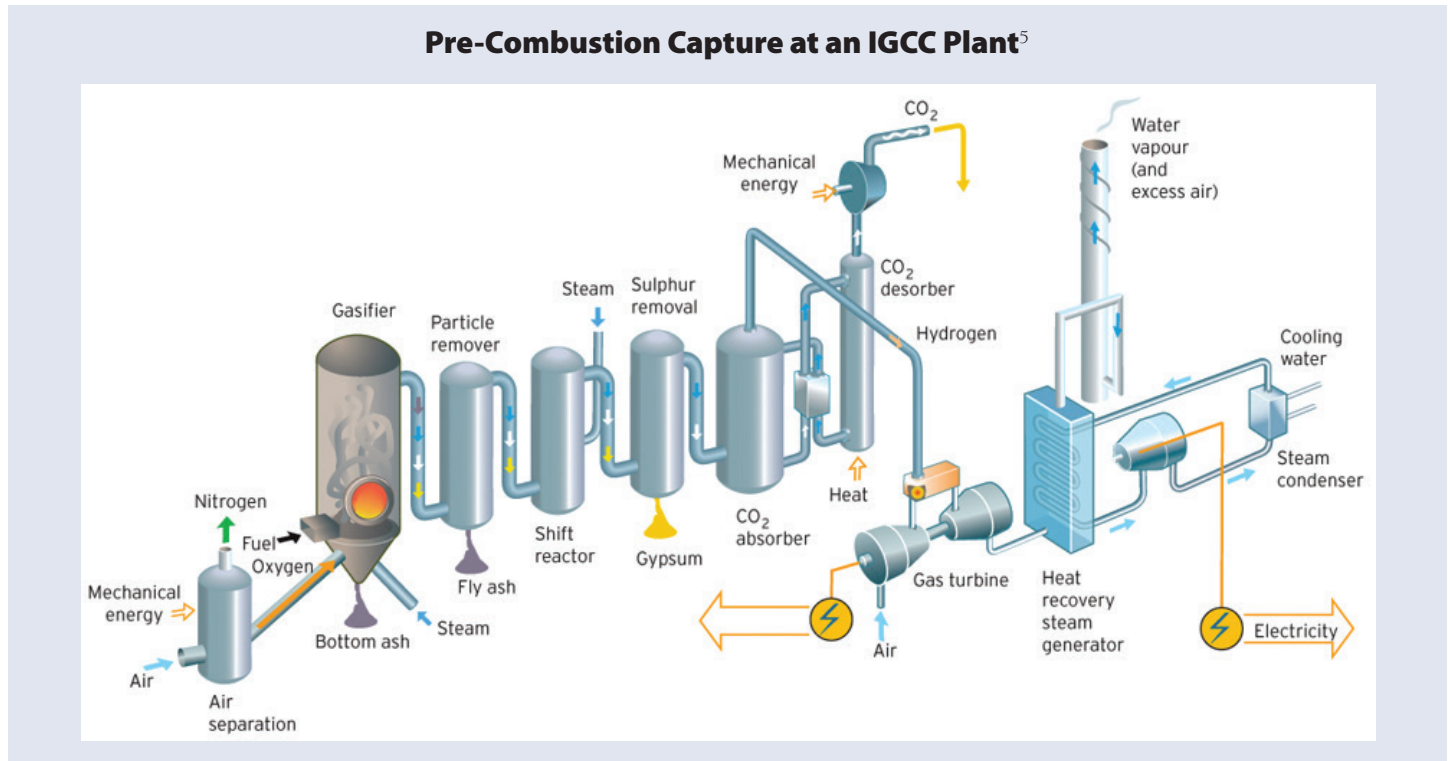 Pre-Combustion Capture at an IGCC Plant⁵
CO₂
Mechanical
energy
Water
vapour
(and
excess air)
CO₂
desorber
Steam
Sulphur
removal
Gasifier
Particle
remover
Hydrogen
Cooling
water
Nitrogen
Fuel
Oxygen
Heat
Steam
condenser
Shift
reactor
CO₂
absorber
Gypsum
Fly ash
Gas turbine
Heat
recovery
steam
generator
Mechanical
energy
Bottom ash
Steam
Electricity
Air
Air
Air
separation